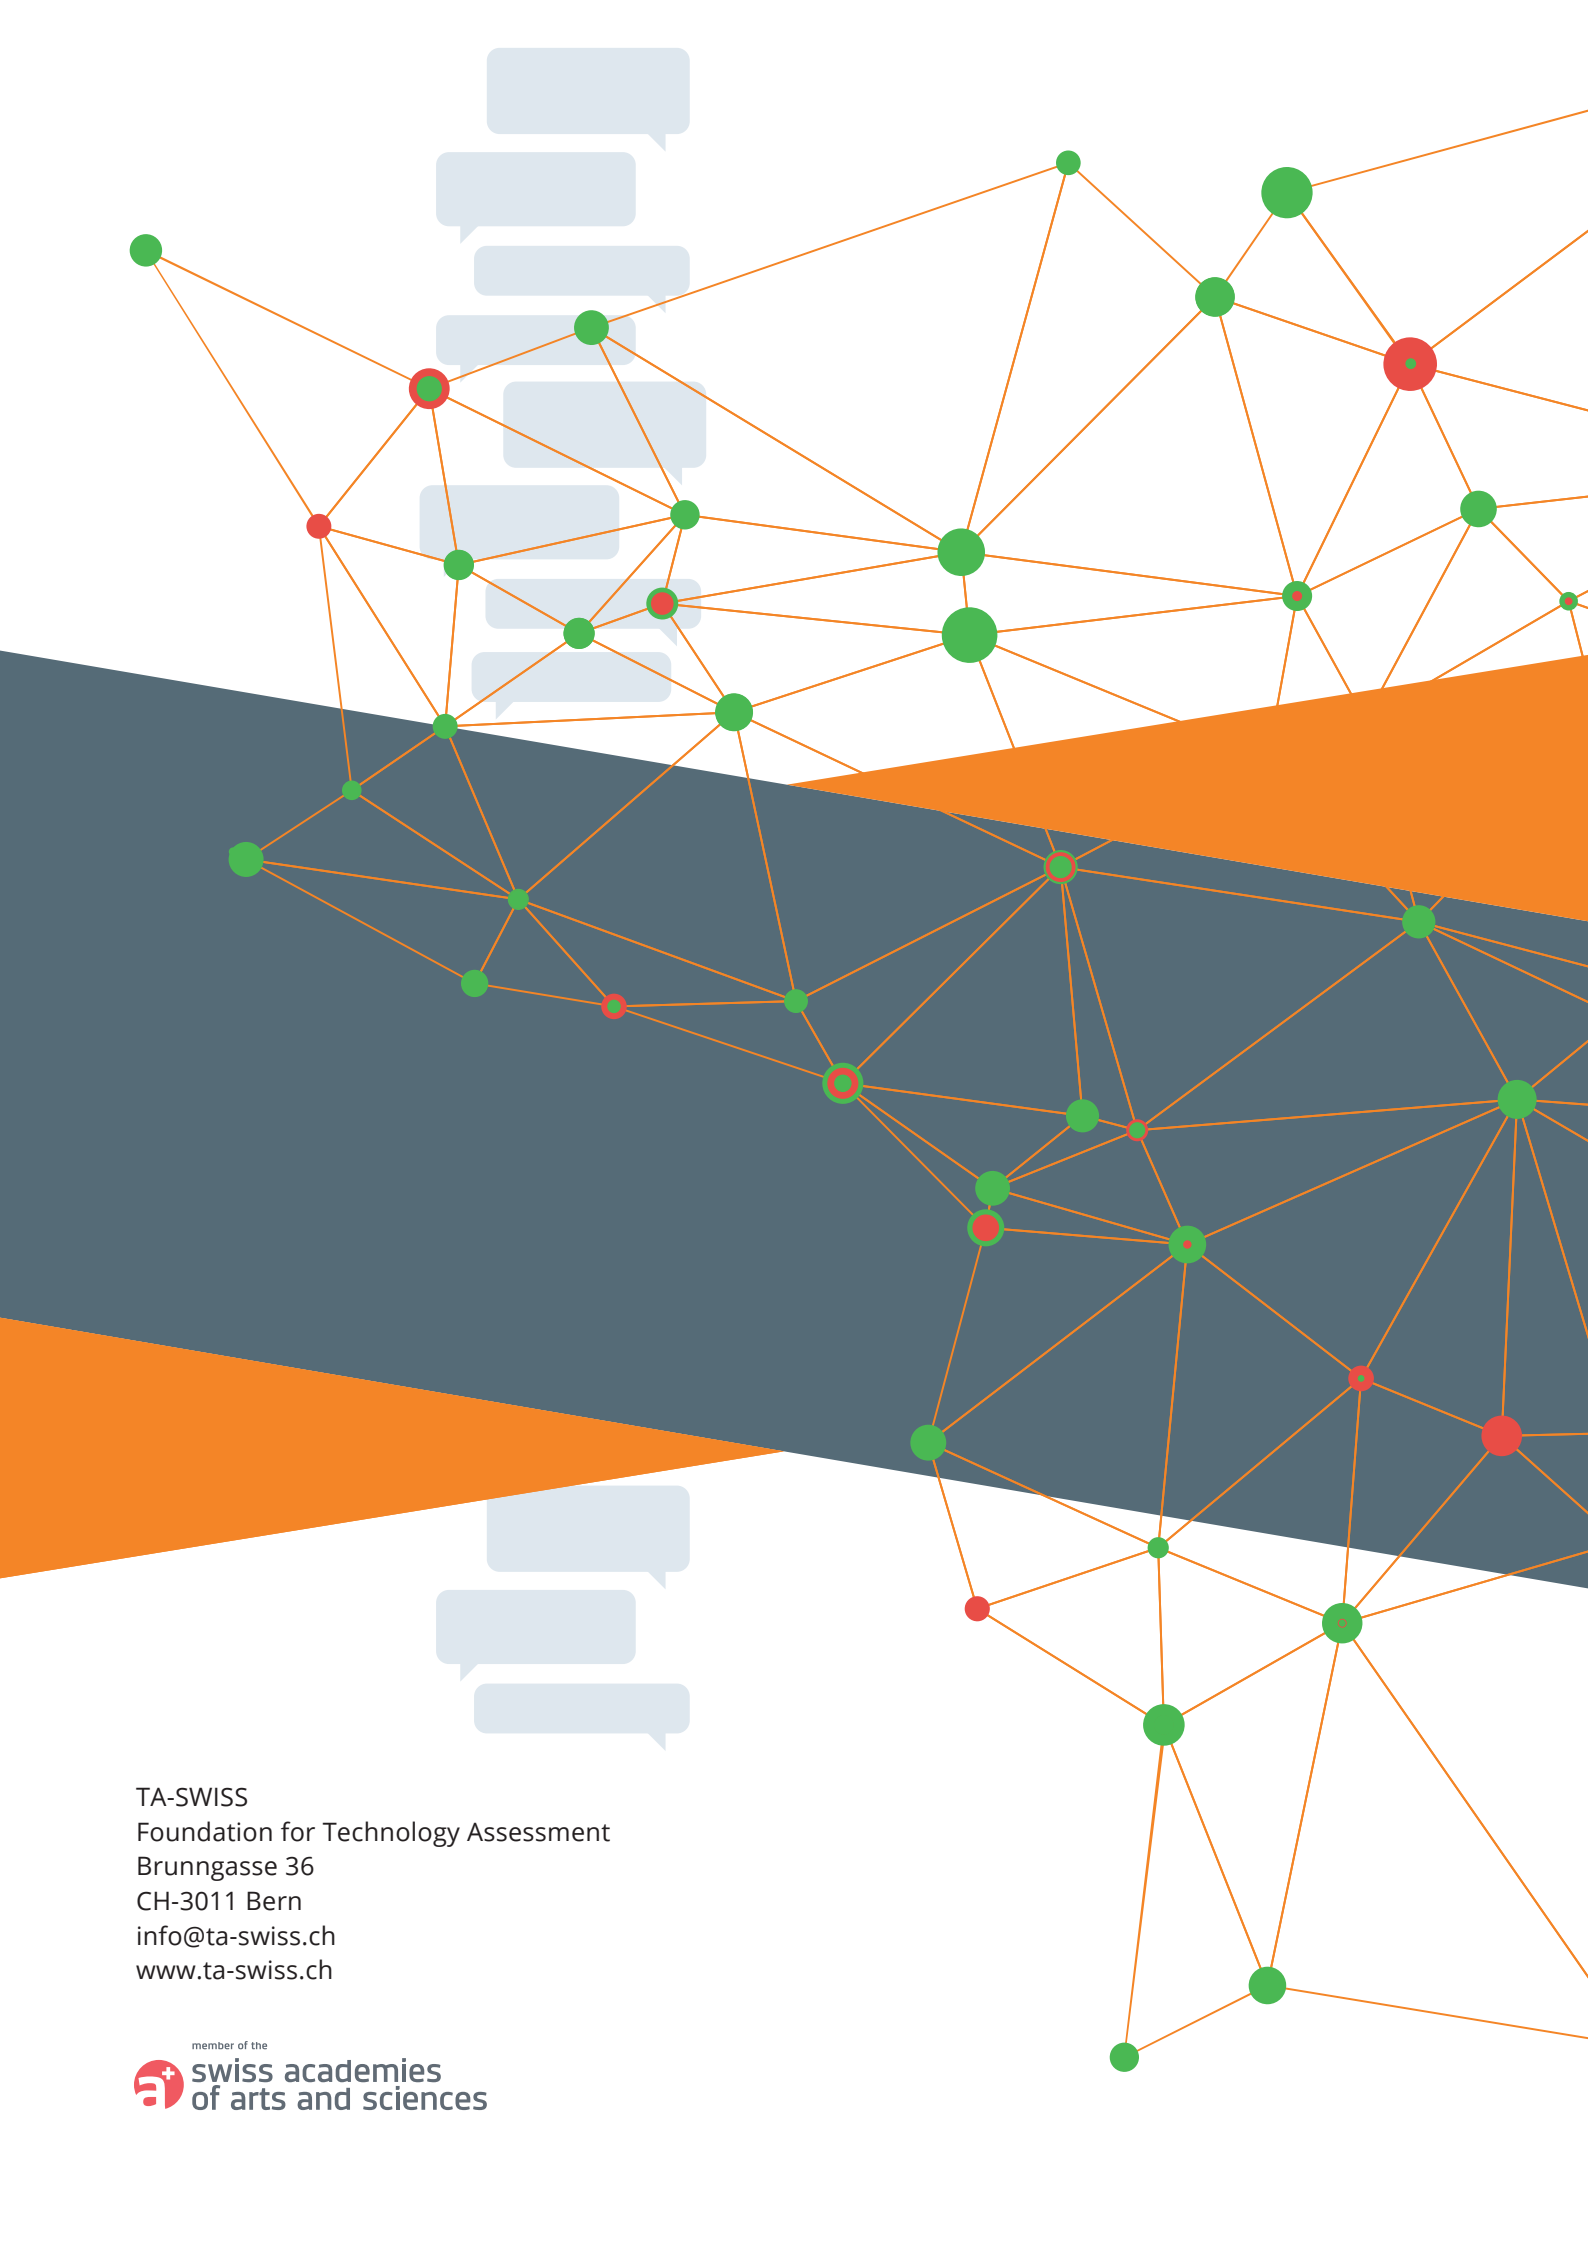 TA-SWISS
Foundation for Technology Assessment
Brunngasse 36
CH-3011 Bern
info@ta-swiss.ch
www.ta-swiss.ch
member of the
swiss academies
of arts and sciences